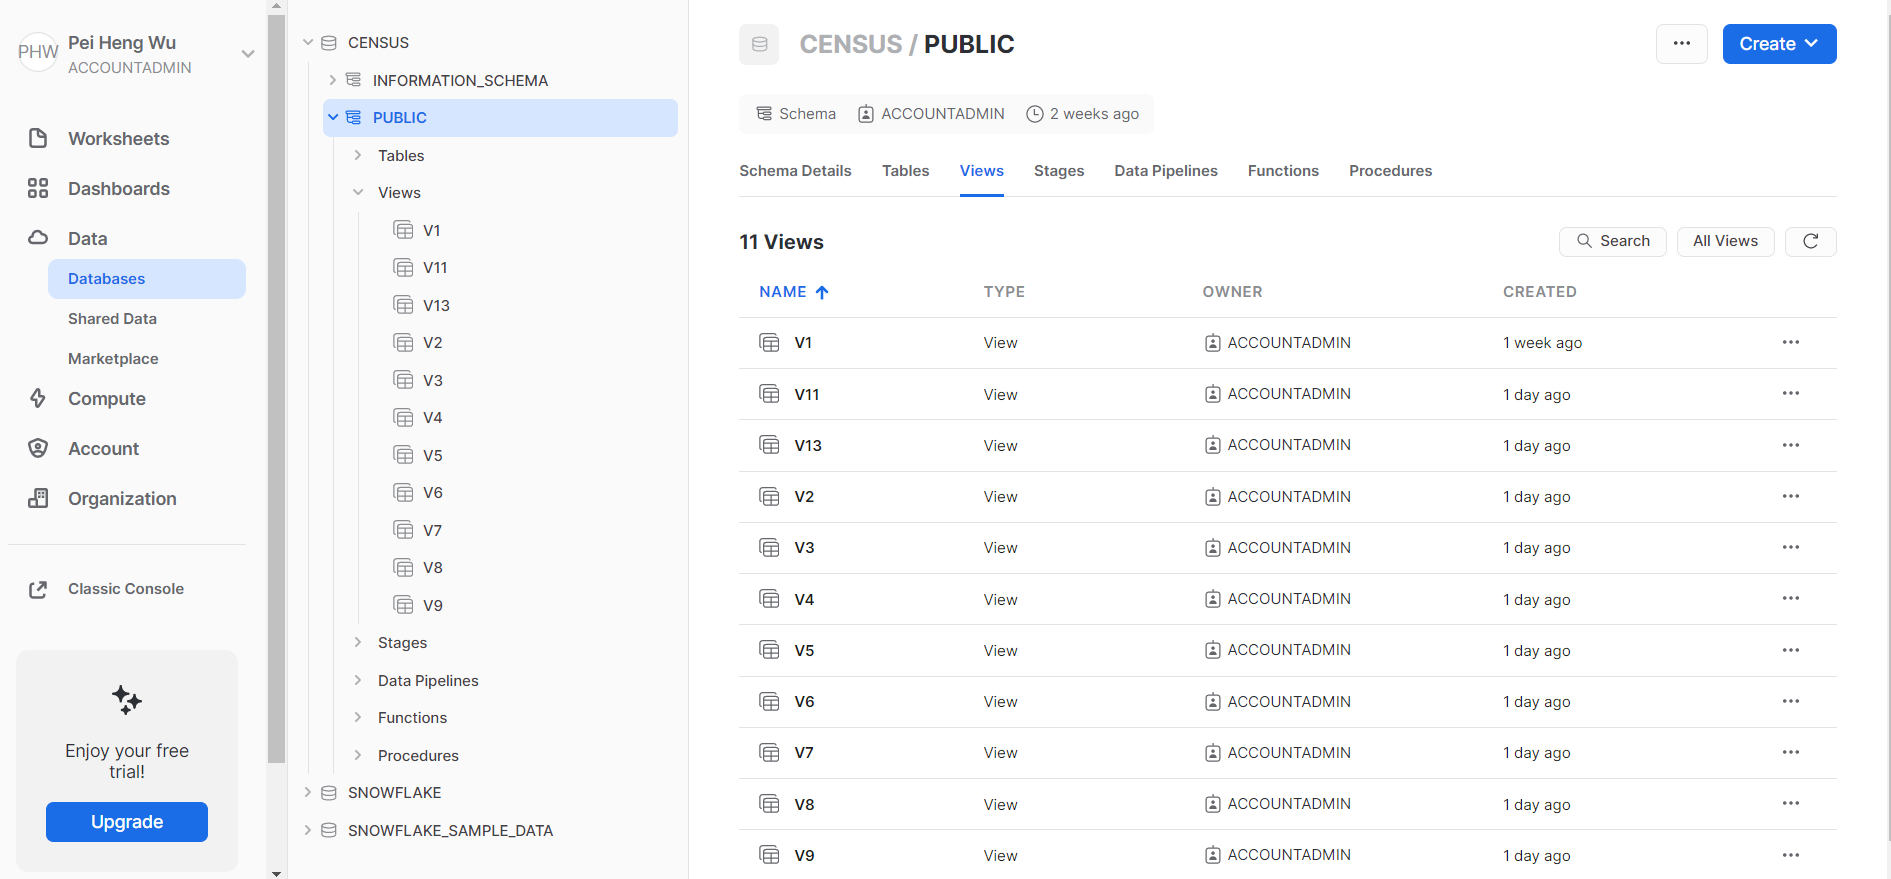 PHW
Pei Heng Wu
ACCOUNTADMIN
Worksheets
Dashboards
Data
Databases
Shared Data
Marketplace
Compute
Account
Organization
Classic Console
Enjoy your free
trial!
Upgrade
CENSUS
INFORMATION_SCHEMA
PUBLIC
Tables
Views
V1
V11
V13
V2
V3
V4
V5
V6
V7
V8
V9
Stages
Data Pipelines
Functions
Procedures
SNOWFLAKE
SNOWFLAKE_SAMPLE_DATA
CENSUS / PUBLIC
Create
Schema ACCOUNTADMIN 2 weeks ago
Schema Details Tables Views Stages Data Pipelines Functions Procedures
11 Views
Search All Views
NAME TYPE OWNER CREATED
V1 View ACCOUNTADMIN 1 week ago
V11 View ACCOUNTADMIN 1 day ago
V13 View ACCOUNTADMIN 1 day ago
V2 View ACCOUNTADMIN 1 day ago
V3 View ACCOUNTADMIN 1 day ago
V4 View ACCOUNTADMIN 1 day ago
V5 View ACCOUNTADMIN 1 day ago
V6 View ACCOUNTADMIN 1 day ago
V7 View ACCOUNTADMIN 1 day ago
V8 View ACCOUNTADMIN 1 day ago
V9 View ACCOUNTADMIN 1 day ago